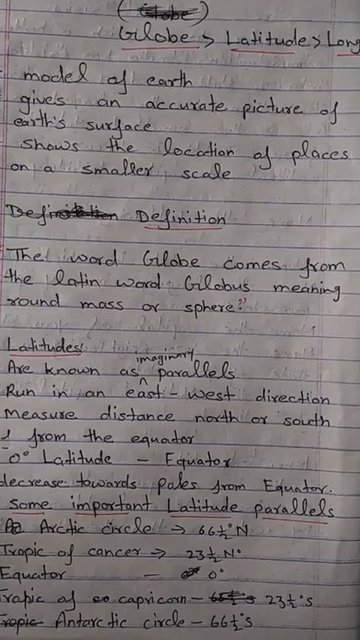 (Globe)
Globe > Latitude > Long
model of earth
gives an accurate picture of
earth's surface
shows the location of places
on a smaller scale
Definition Definition
The word Globe comes from
the latin word Globus meaning
round mass or sphere."
Latitudes:
imaginary
Are known as ^ parallels
Run in an east-west direction
Measure distance north or south
from the equator
0° Latitude - Equator
decrease towards poles from Equator.
Some important Latitude parallels
Arctic circle → 66½°N
Tropic of cancer → 23½N°
Equator - 0°
Tropic of capricorn - 23½°s
Tropic Antarctic circle - 66½°s